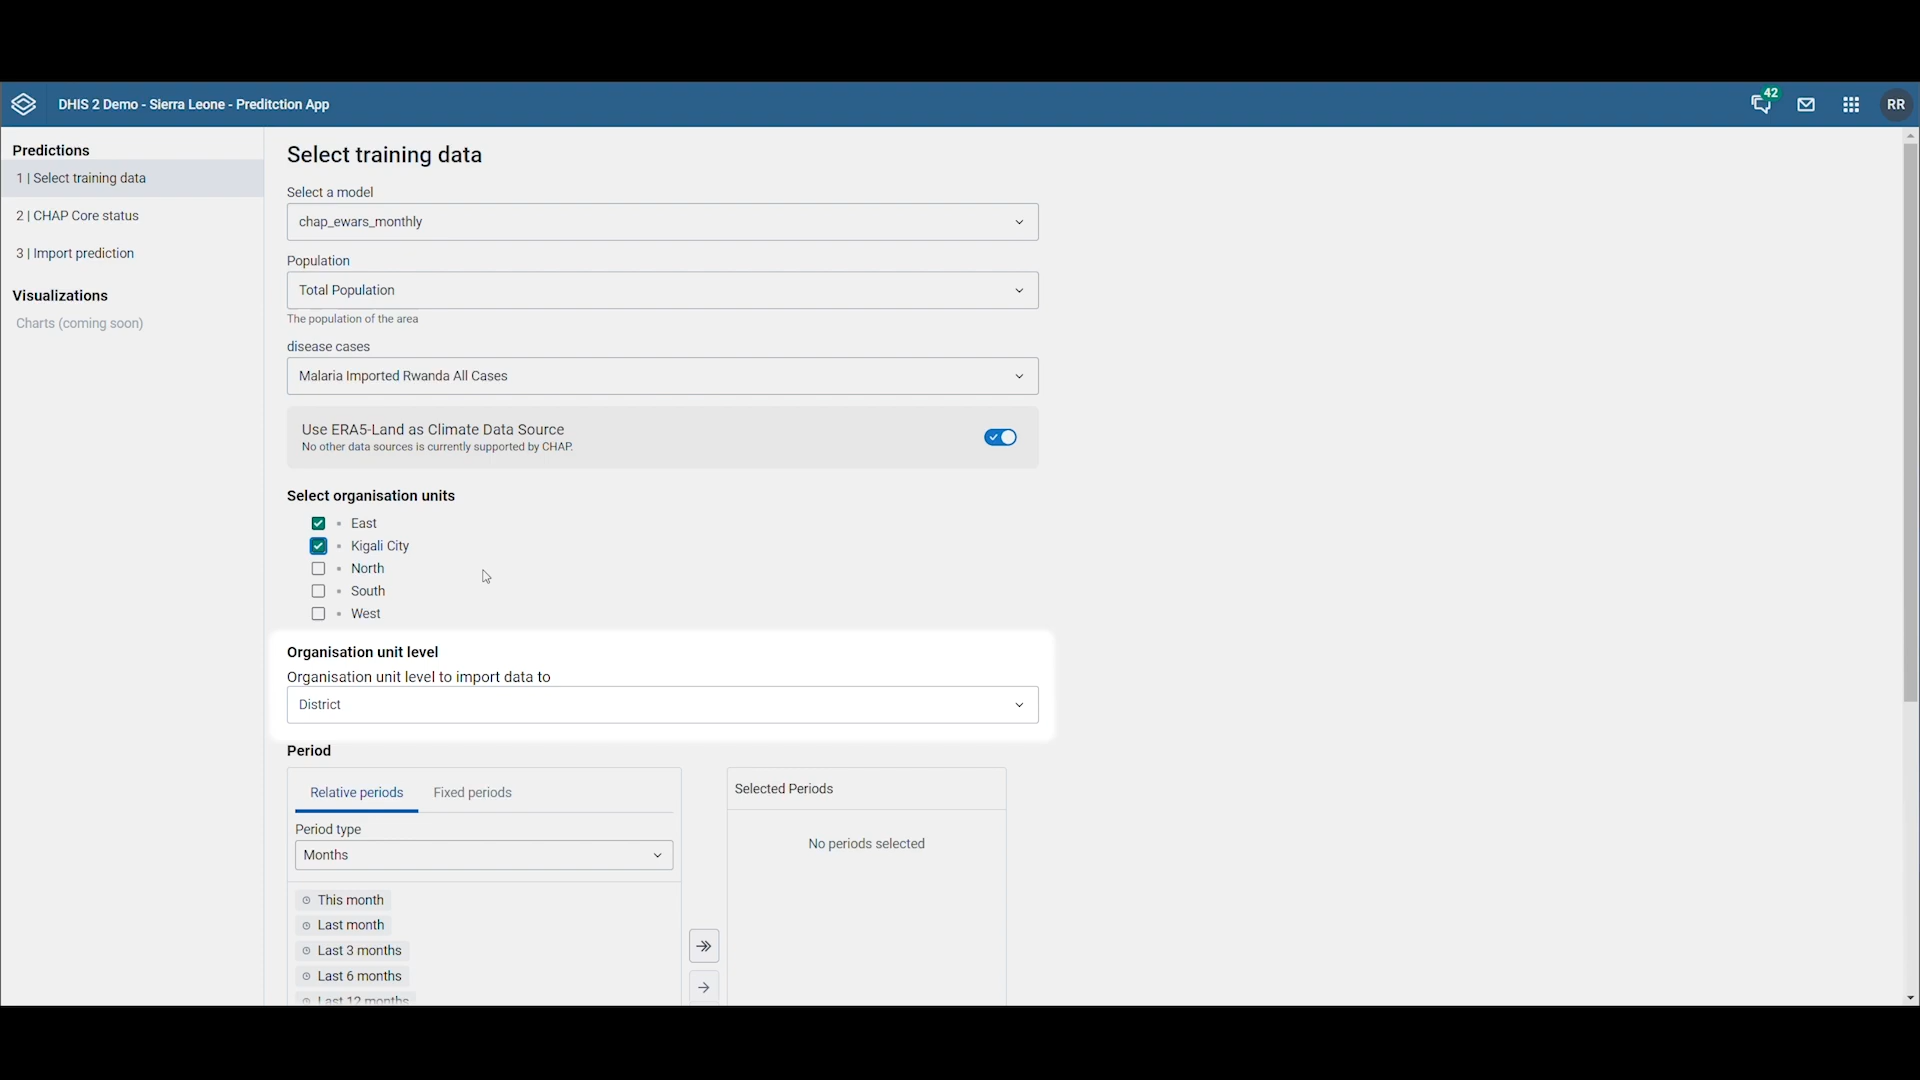 DHIS 2 Demo - Sierra Leone - Preditction App
42
RR
Predictions
1 | Select training data
2 | CHAP Core status
3 | Import prediction
Visualizations
Charts (coming soon)
Select training data
Select a model
chap_ewars_monthly
Population
Total Population
The population of the area
disease cases
Malaria Imported Rwanda All Cases
Use ERA5-Land as Climate Data Source
No other data sources is currently supported by CHAP.
Select organisation units
East
Kigali City
North
South
West
Organisation unit level
Organisation unit level to import data to
District
Period
Relative periods
Fixed periods
Period type
Months
This month
Last month
Last 3 months
Last 6 months
Last 12 months
Selected Periods
No periods selected